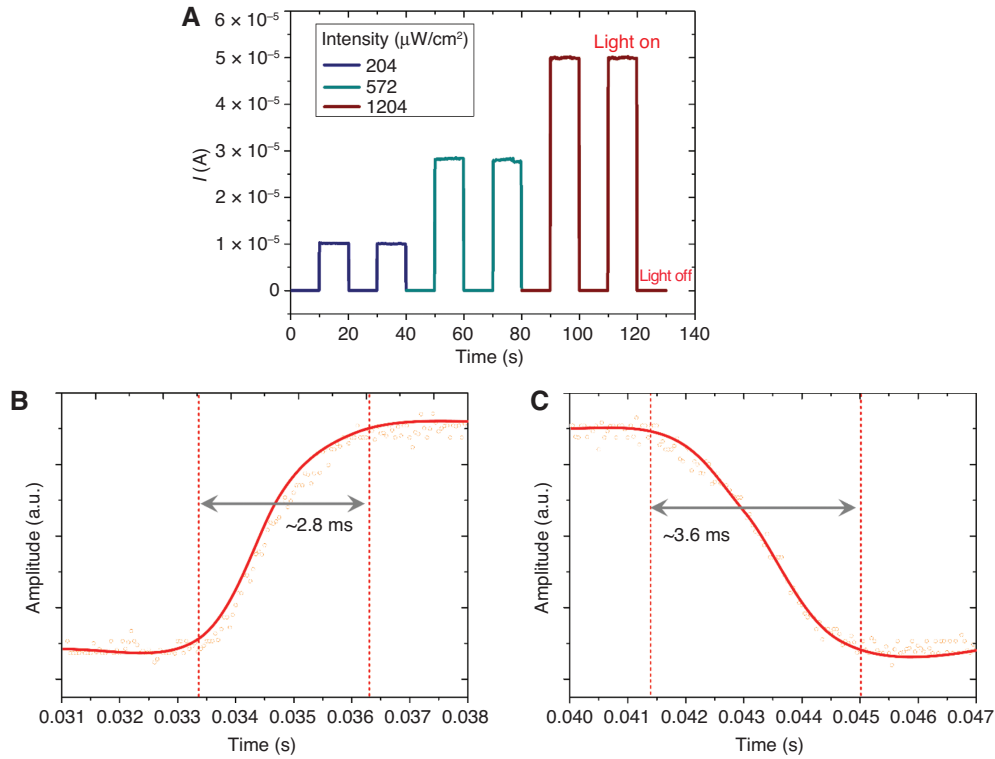 A
6 × 10⁻⁵
5 × 10⁻⁵
4 × 10⁻⁵
3 × 10⁻⁵
2 × 10⁻⁵
1 × 10⁻⁵
0
I (A)
Intensity (μW/cm²)
204
572
1204
Light on
Light off
0 20 40 60 80 100 120 140
Time (s)
B
Amplitude (a.u.)
~2.8 ms
0.031 0.032 0.033 0.034 0.035 0.036 0.037 0.038
Time (s)
C
Amplitude (a.u.)
~3.6 ms
0.040 0.041 0.042 0.043 0.044 0.045 0.046 0.047
Time (s)